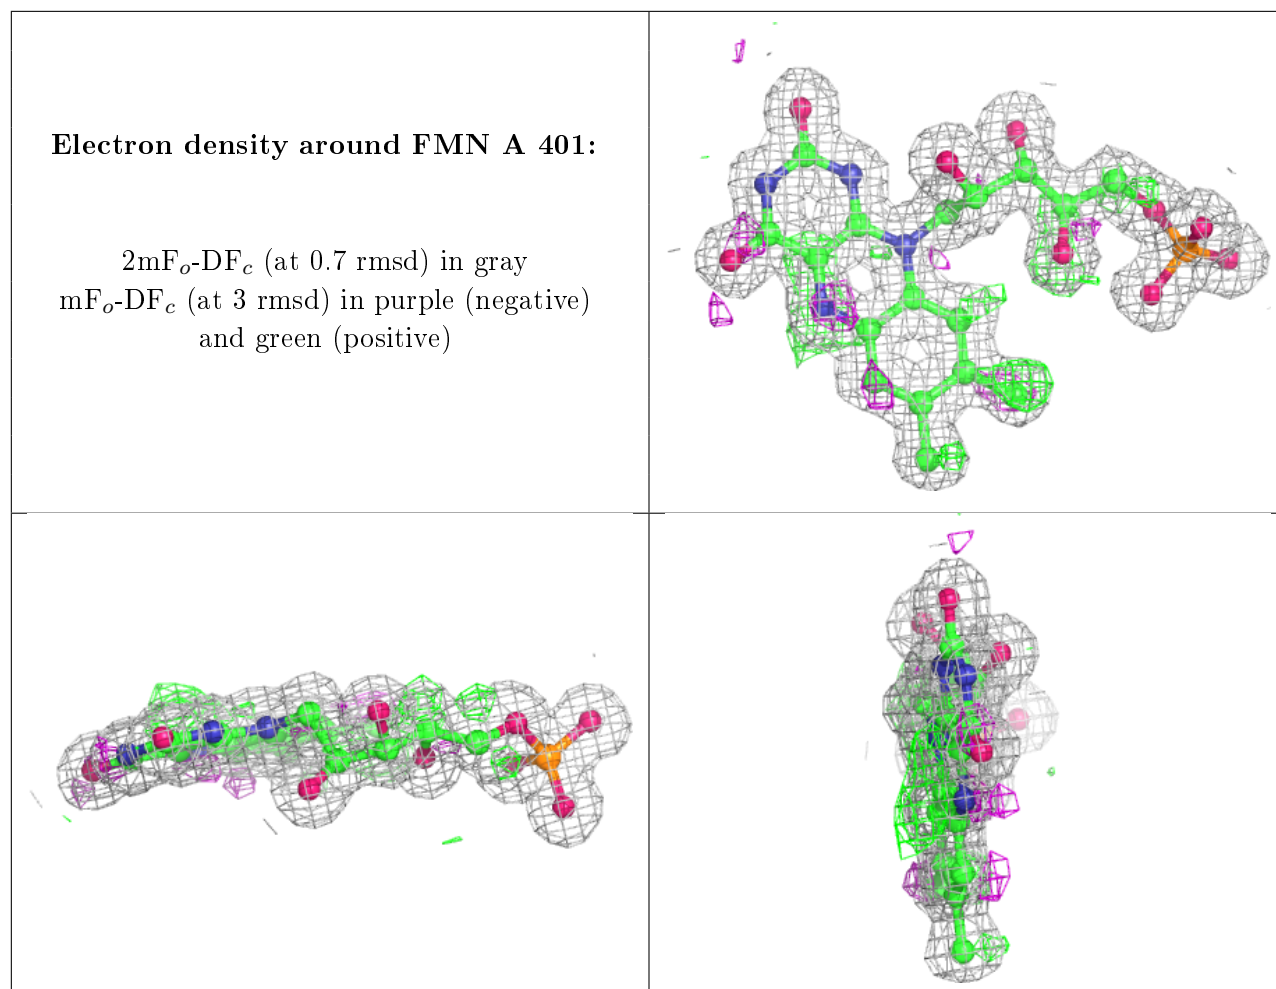 Electron density around FMN A 401:
2mFₒ-DF𝒸 (at 0.7 rmsd) in gray
mFₒ-DF𝒸 (at 3 rmsd) in purple (negative)
and green (positive)